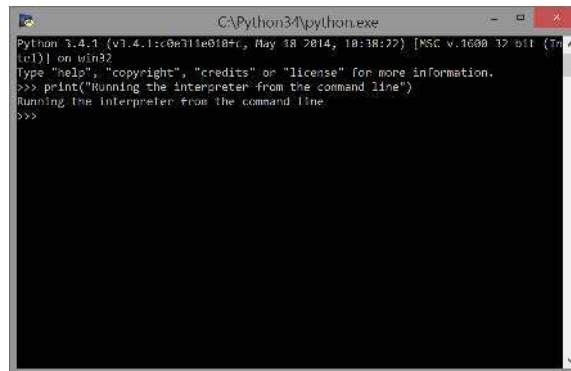 C:\Python34\python.exe
Python 3.4.1 (v3.4.1:c0e311e010fc, May 18 2014, 10:38:22) [MSC v.1600 32 bit (In
tel)] on win32
Type "help", "copyright", "credits" or "license" for more information.
>>> print("Running the interpreter from the command line")
Running the interpreter from the command line
>>>